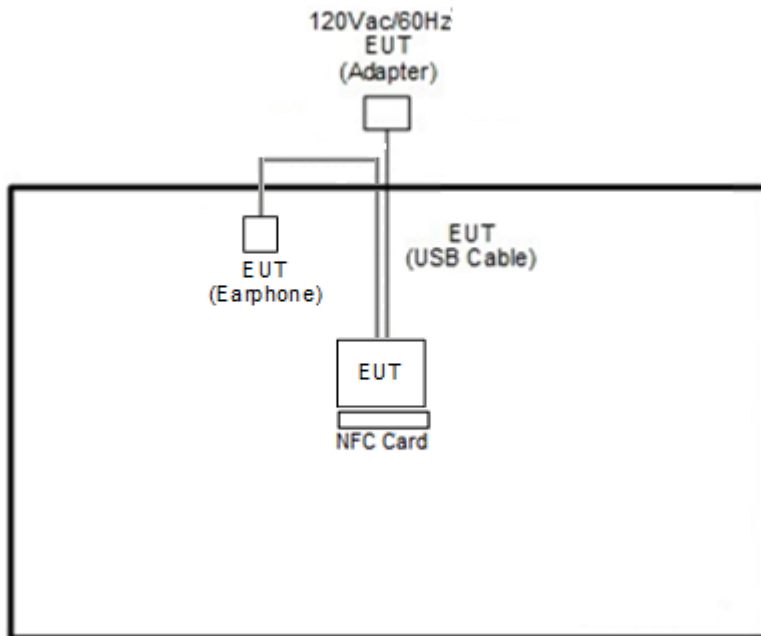 120Vac/60Hz
EUT
(Adapter)
EUT
(USB Cable)
EUT
(Earphone)
EUT
NFC Card